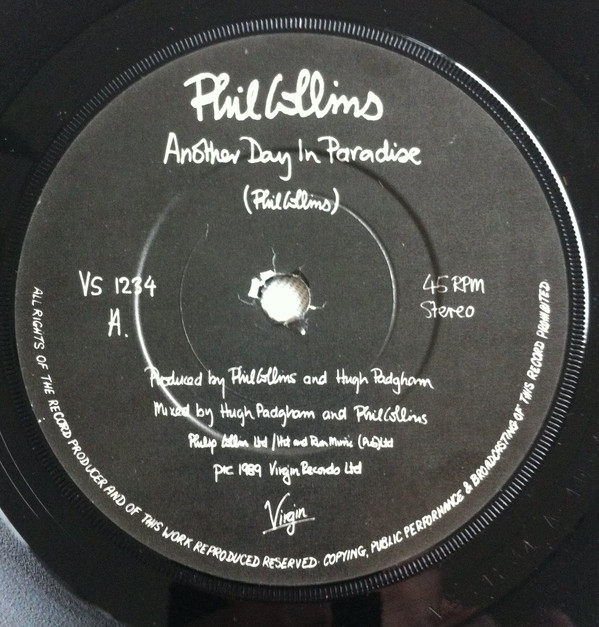 Phil Collins
Another Day In Paradise
(Phil Collins)
VS 1234
A.
45 RPM
Stereo
Produced by Phil Collins and Hugh Padgham
Mixed by Hugh Padgham and Phil Collins
Philip Collins Ltd / Hit and Run Music (Pub) Ltd
1989 Virgin Records Ltd
Virgin
ALL RIGHTS OF THE RECORD PRODUCER AND OF THIS WORK REPRODUCED RESERVED· COPYING, PUBLIC PERFORMANCE & BROADCASTING OF THIS RECORD PROHIBITED